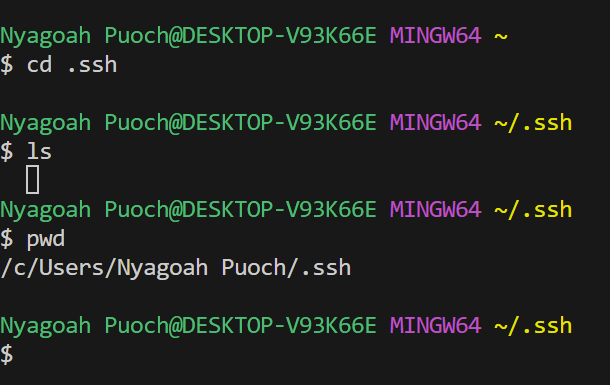 Nyagoah Puoch@DESKTOP-V93K66E MINGW64 ~
$ cd .ssh
Nyagoah Puoch@DESKTOP-V93K66E MINGW64 ~/.ssh
$ ls
Nyagoah Puoch@DESKTOP-V93K66E MINGW64 ~/.ssh
$ pwd
/c/Users/Nyagoah Puoch/.ssh
Nyagoah Puoch@DESKTOP-V93K66E MINGW64 ~/.ssh
$